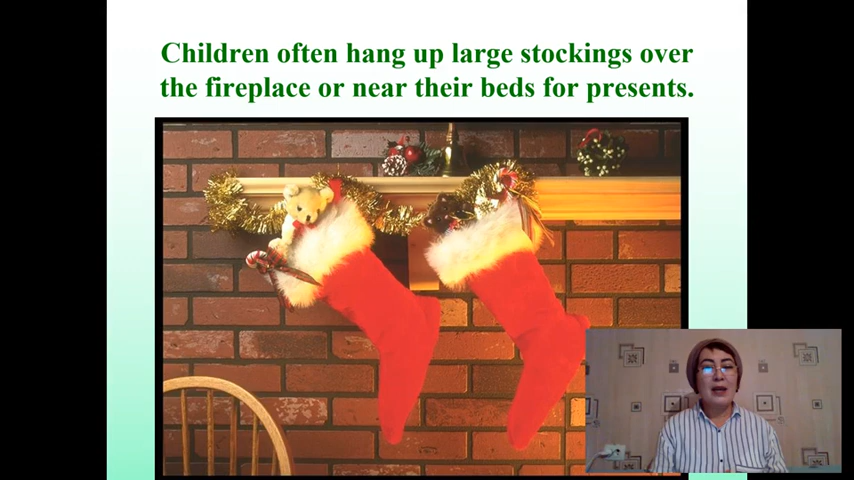 Children often hang up large stockings over
the fireplace or near their beds for presents.